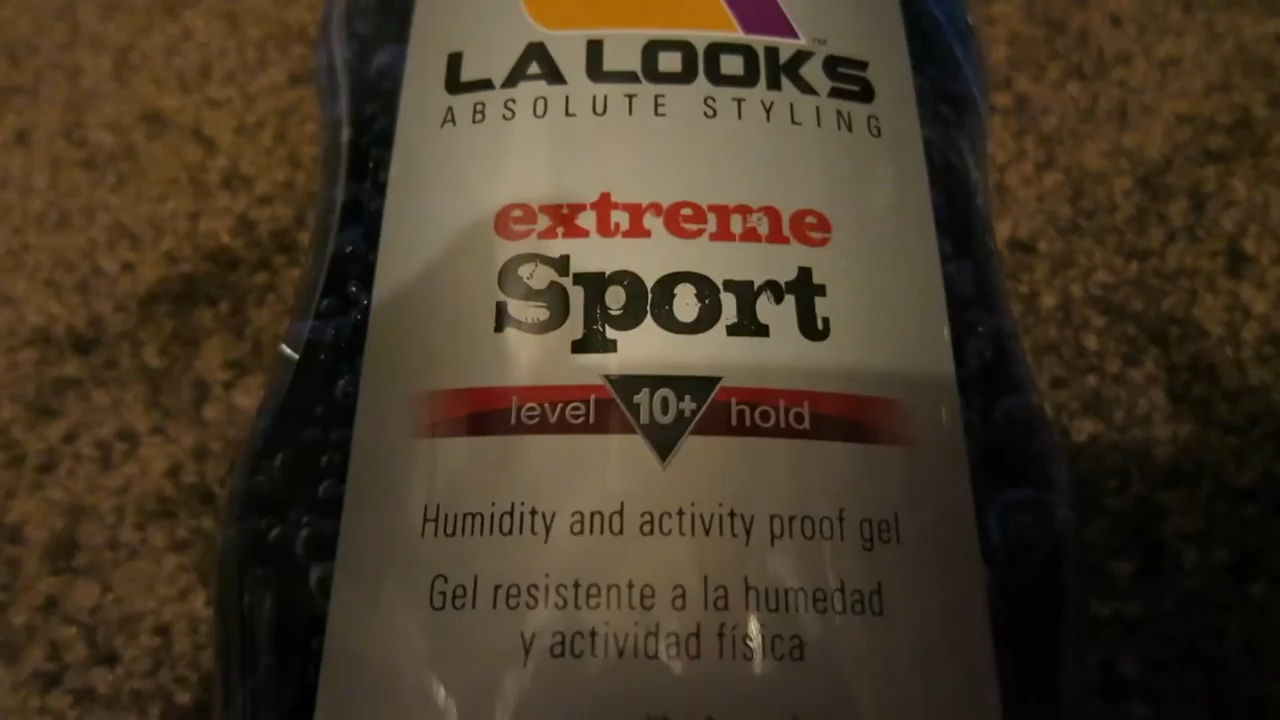 LA LOOKS™
ABSOLUTE STYLING
extreme
Sport
level 10+ hold
Humidity and activity proof gel
Gel resistente a la humedad
y actividad física